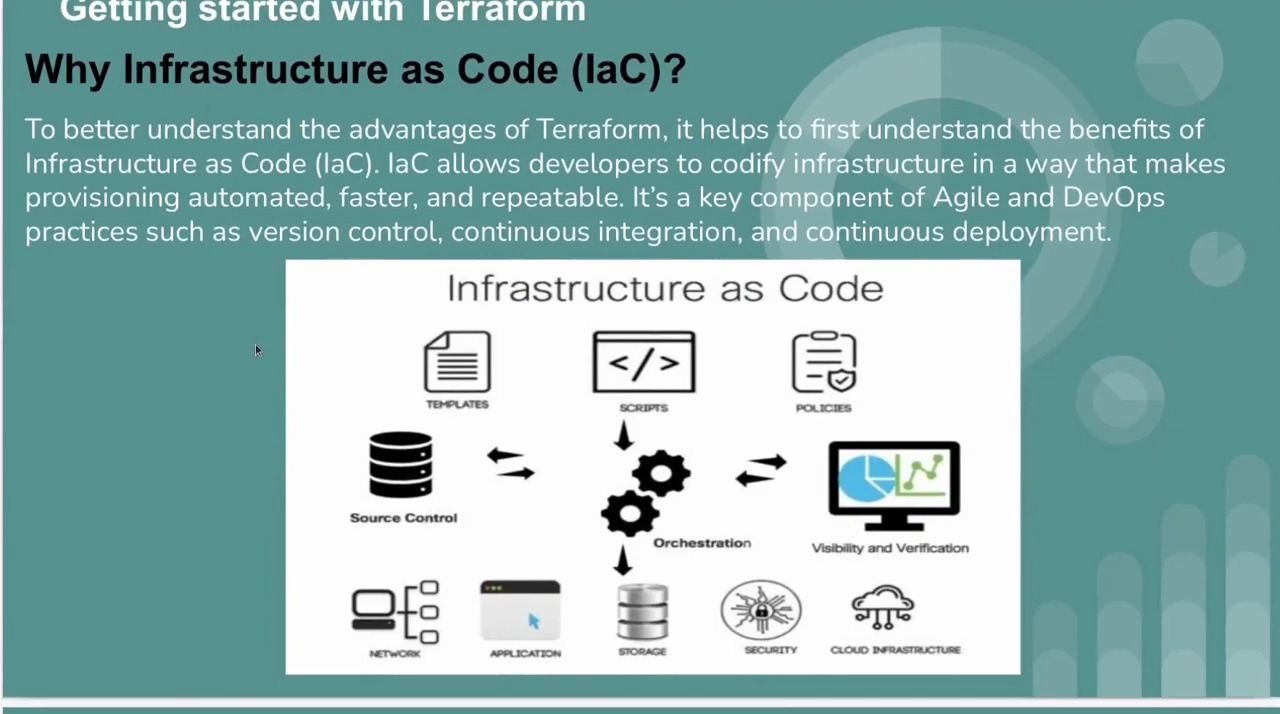 Getting started with Terraform
Why Infrastructure as Code (IaC)?
To better understand the advantages of Terraform, it helps to first understand the benefits of
Infrastructure as Code (IaC). IaC allows developers to codify infrastructure in a way that makes
provisioning automated, faster, and repeatable. It’s a key component of Agile and DevOps
practices such as version control, continuous integration, and continuous deployment.
Infrastructure as Code
</>
TEMPLATES SCRIPTS POLICIES
Source Control
Orchestration
Visibility and Verification
NETWORK APPLICATION STORAGE SECURITY CLOUD INFRASTRUCTURE